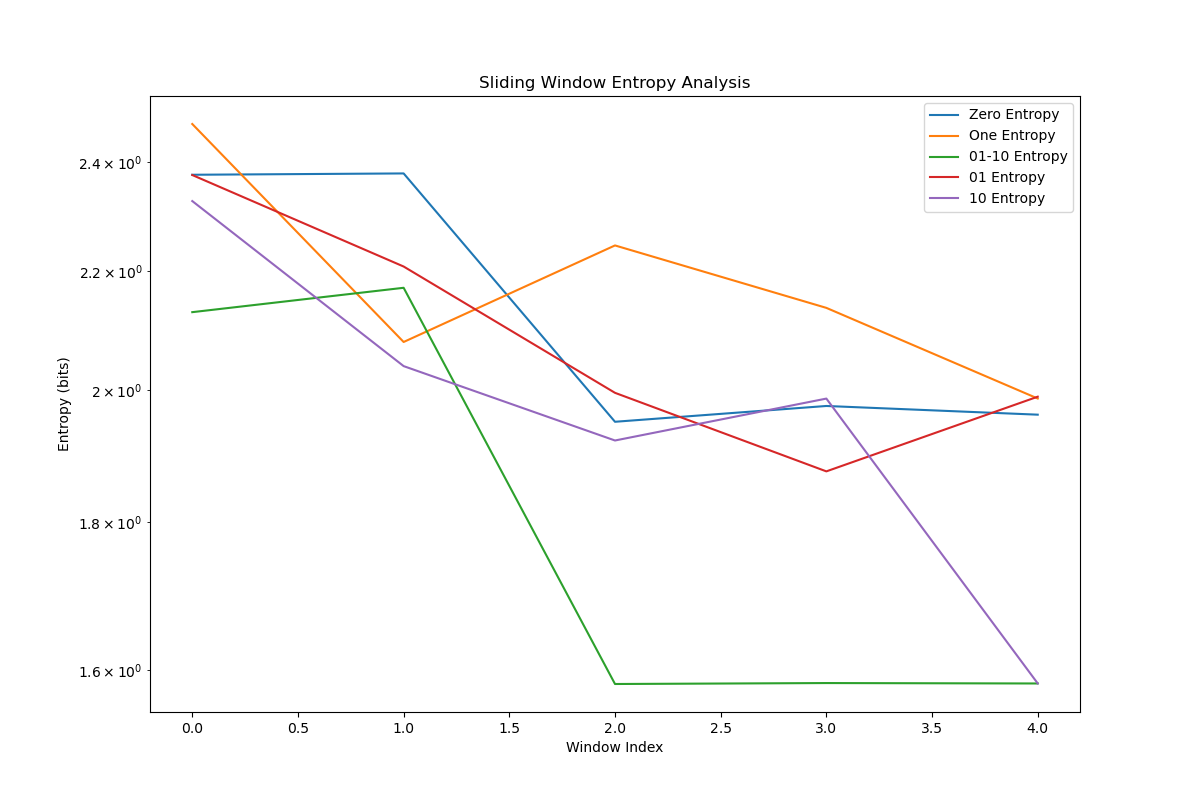 Sliding Window Entropy Analysis
Zero Entropy
One Entropy
01-10 Entropy
01 Entropy
10 Entropy
Entropy (bits)
2.4 × 10⁰
2.2 × 10⁰
2 × 10⁰
1.8 × 10⁰
1.6 × 10⁰
0.0 0.5 1.0 1.5 2.0 2.5 3.0 3.5 4.0
Window Index